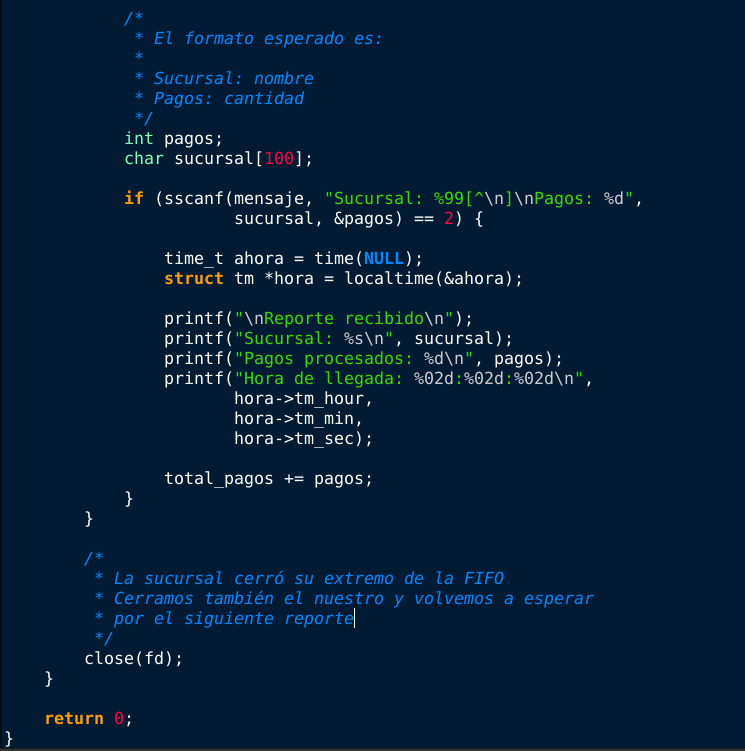 /*
* El formato esperado es:
*
* Sucursal: nombre
* Pagos: cantidad
*/
int pagos;
char sucursal[100];
if (sscanf(mensaje, "Sucursal: %99[^\n]\nPagos: %d",
sucursal, &pagos) == 2) {
time_t ahora = time(NULL);
struct tm *hora = localtime(&ahora);
printf("\nReporte recibido\n");
printf("Sucursal: %s\n", sucursal);
printf("Pagos procesados: %d\n", pagos);
printf("Hora de llegada: %02d:%02d:%02d\n",
hora->tm_hour,
hora->tm_min,
hora->tm_sec);
total_pagos += pagos;
}
}
/*
* La sucursal cerró su extremo de la FIFO
* Cerramos también el nuestro y volvemos a esperar
* por el siguiente reporte
*/
close(fd);
}
return 0;
}